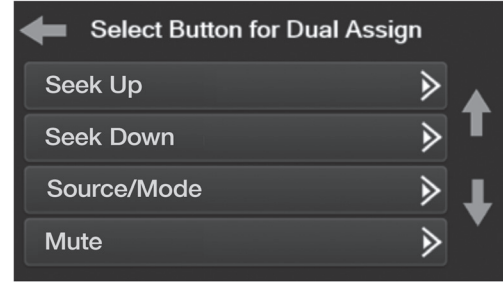 Select Button for Dual Assign
Seek Up
Seek Down
Source/Mode
Mute